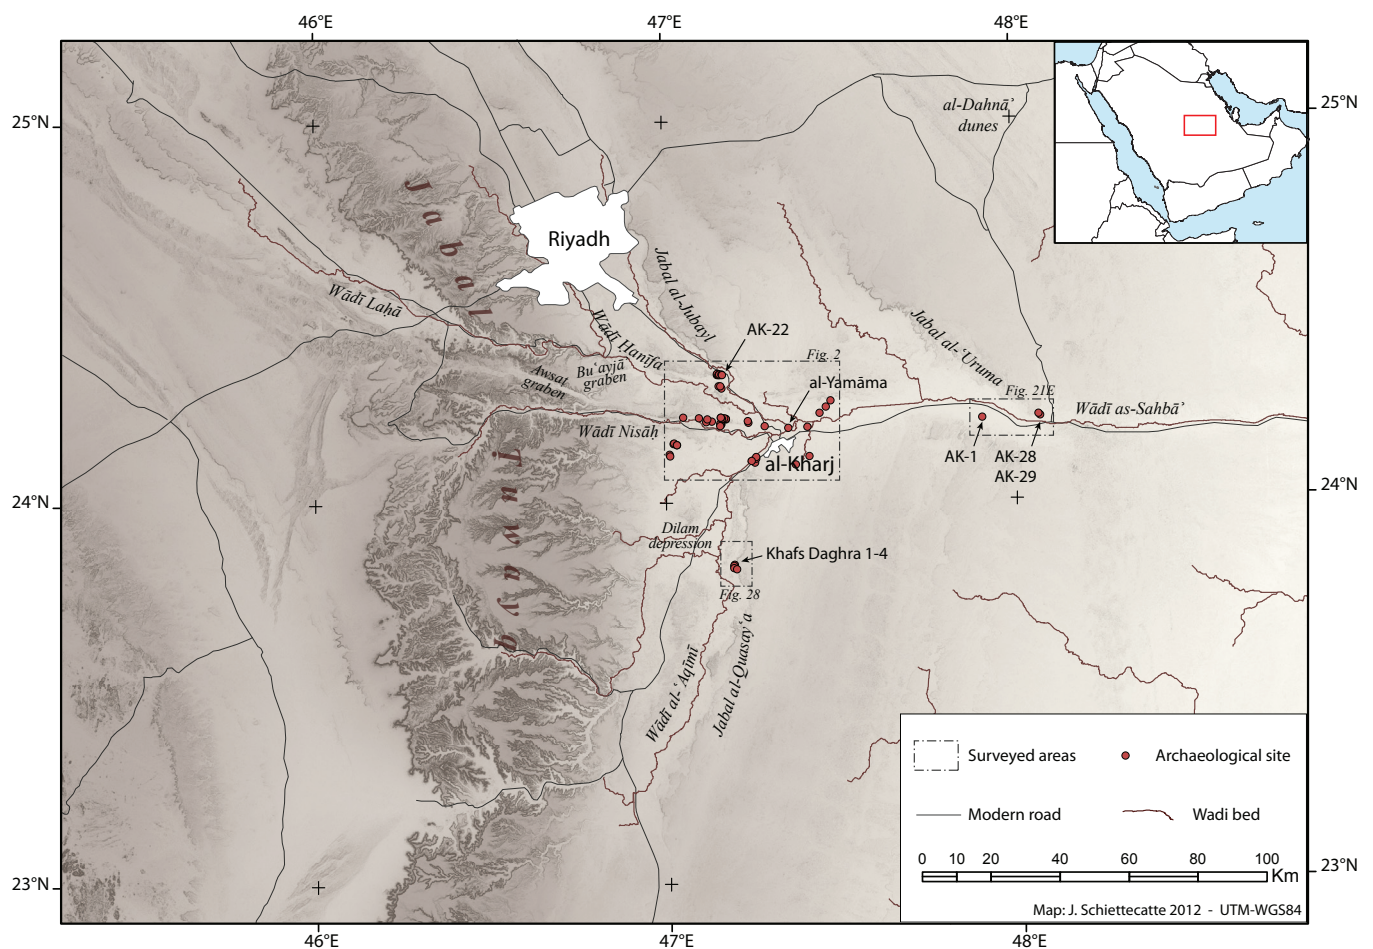 46°E
47°E
48°E
25°N
25°N
al-Dahnā’
dunes
Jabal
Riyadh
Jabal al-Jubayl
Wādī Laḥā
Wādī Ḥanīfa
Jabal al-‘Uruma
AK-22
Fig. 2
Bu‘ayjā
graben
Awsaṭ
graben
al-Yamāma
Fig. 21E
Wādī as-Sahbā’
Wādī Nisāḥ
al-Kharj
AK-1
AK-28
AK-29
Ṭuwayq
24°N
24°N
Dilam
depression
Khafs Daghra 1-4
Fig. 28
Wādī al-‘Aqīmī
Jabal al-Quasay‘a
Surveyed areas
Archaeological site
Modern road
Wadi bed
0 10 20 40 60 80 100
Km
Map: J. Schiettecatte 2012 - UTM-WGS84
23°N
23°N
46°E
47°E
48°E